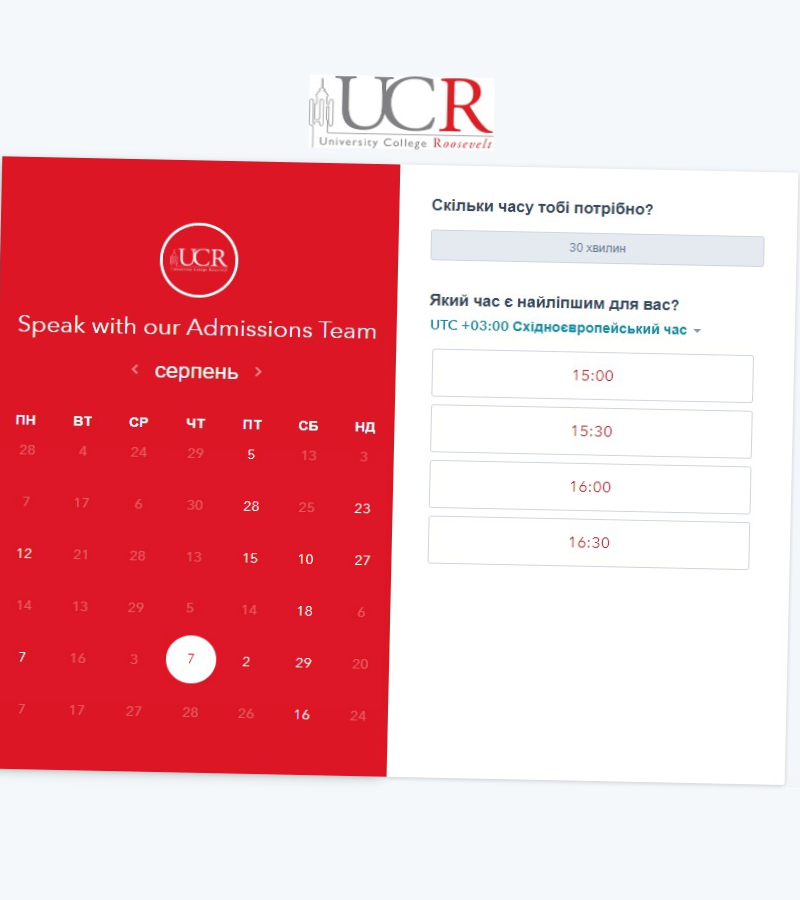 UCR
University College Roosevelt
UCR
University College Roosevelt
Speak with our Admissions Team
серпень
ПН ВТ СР ЧТ ПТ СБ НД
28 4 24 29 5 13 3
7 17 6 30 28 25 23
12 21 28 13 15 10 27
14 13 29 5 14 18 6
7 16 3 7 2 29 20
7 17 27 28 26 16 24
Скільки часу тобі потрібно?
30 хвилин
Який час є найліпшим для вас?
UTC +03:00 Східноєвропейський час
15:00
15:30
16:00
16:30